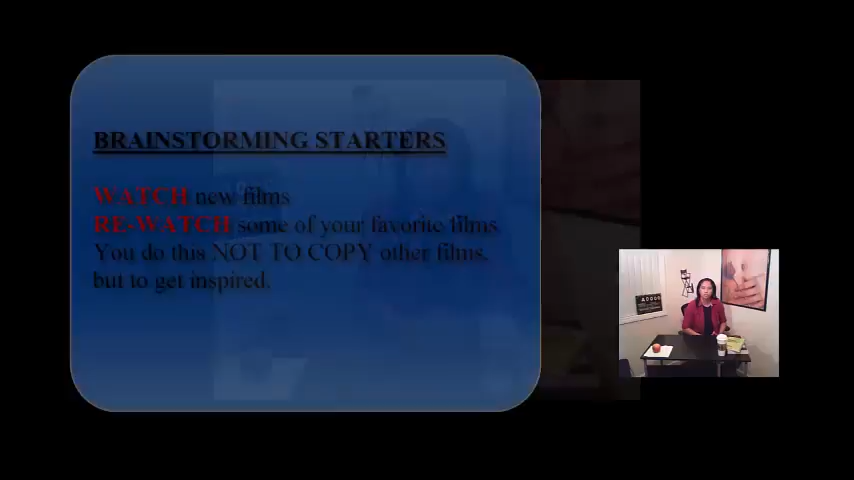 BRAINSTORMING STARTERS
WATCH new films
RE-WATCH some of your favorite films
You do this NOT TO COPY other films,
but to get inspired.